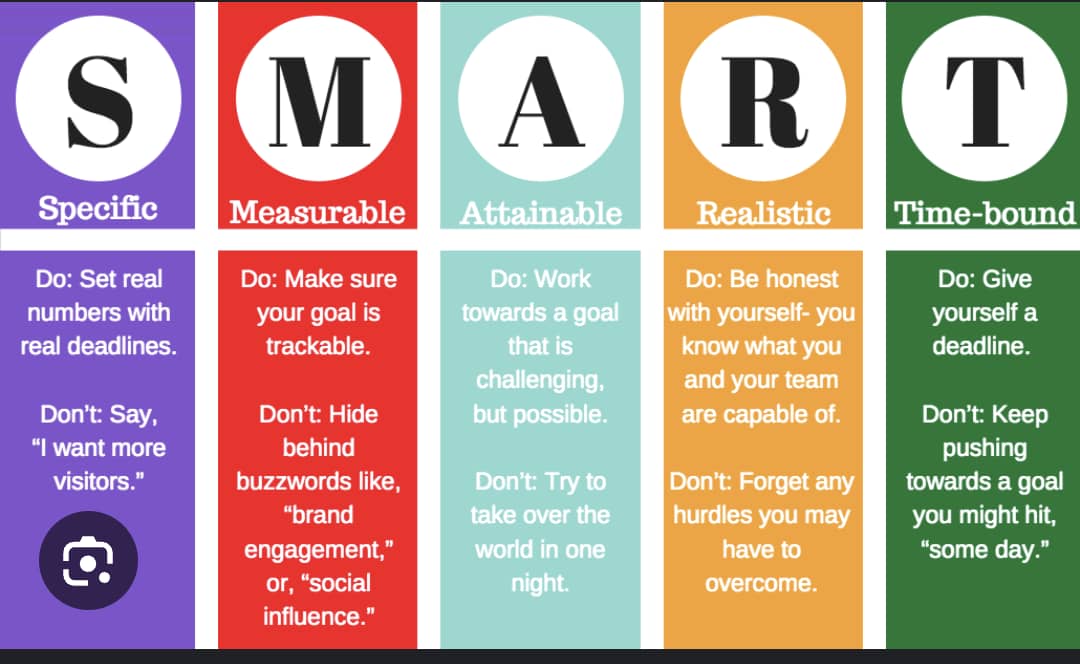 S
Specific
Do: Set real
numbers with
real deadlines.
Don’t: Say,
“I want more
visitors.”
M
Measurable
Do: Make sure
your goal is
trackable.
Don’t: Hide
behind
buzzwords like,
“brand
engagement,”
or, “social
influence.”
A
Attainable
Do: Work
towards a goal
that is
challenging,
but possible.
Don’t: Try to
take over the
world in one
night.
R
Realistic
Do: Be honest
with yourself- you
know what you
and your team
are capable of.
Don’t: Forget any
hurdles you may
have to
overcome.
T
Time-bound
Do: Give
yourself a
deadline.
Don’t: Keep
pushing
towards a goal
you might hit,
“some day.”